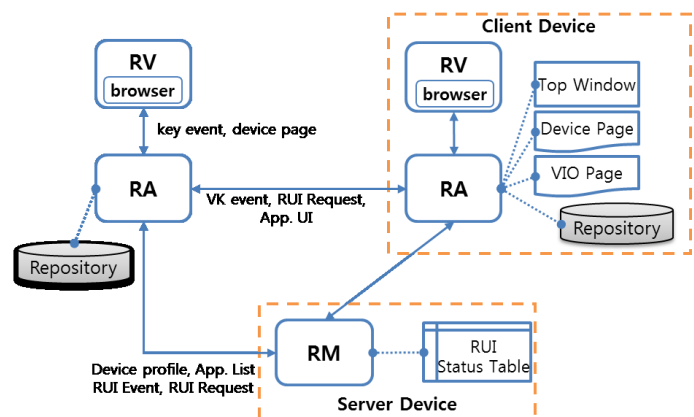 Client Device
RV
browser
RV
browser
Top Window
Device Page
VIO Page
key event, device page
RA
RA
VK event, RUI Request,
App. UI
Repository
Repository
RM
RUI
Status Table
Device profile, App. List
RUI Event, RUI Request
Server Device